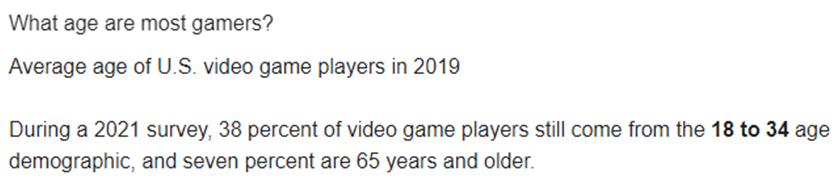 What age are most gamers?
Average age of U.S. video game players in 2019
During a 2021 survey, 38 percent of video game players still come from the 18 to 34 age
demographic, and seven percent are 65 years and older.